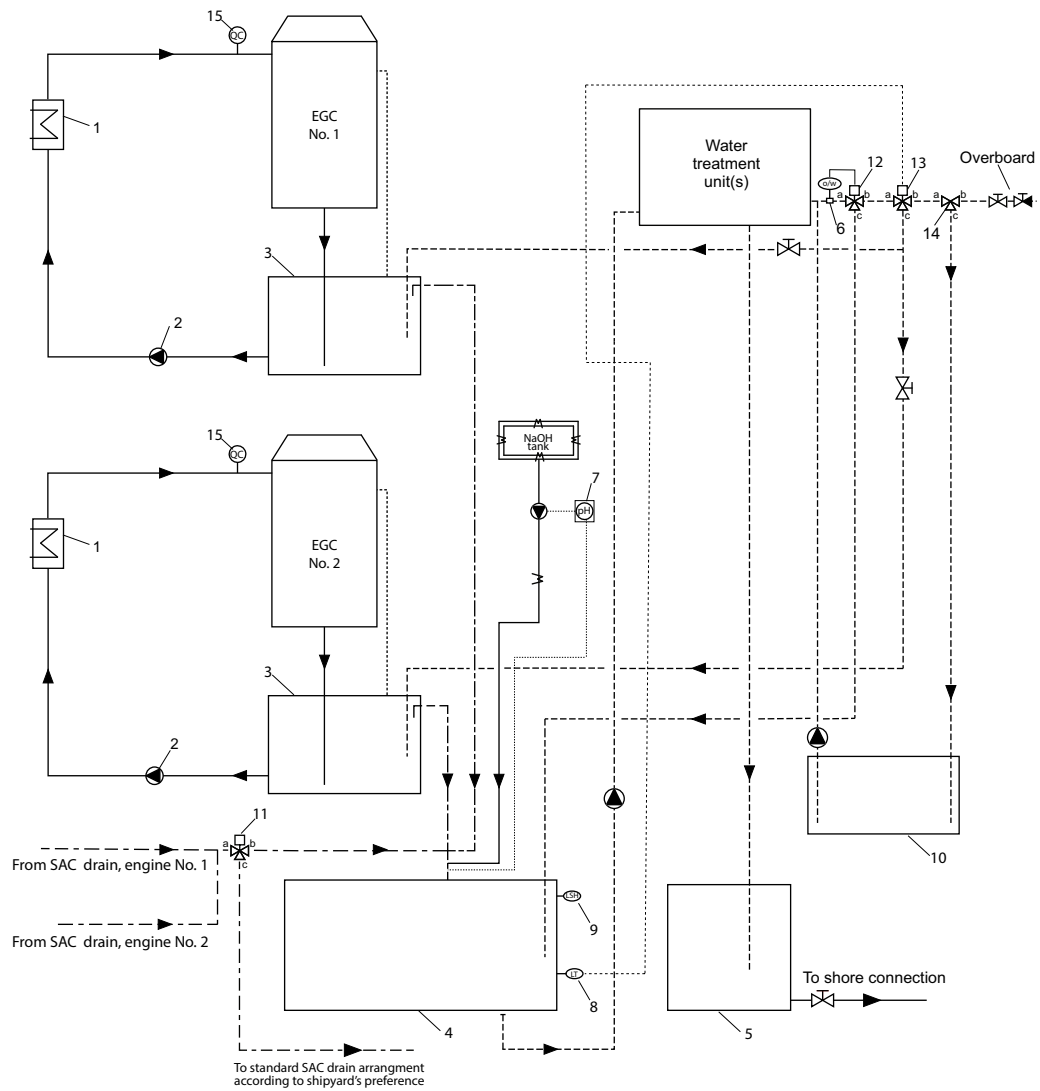 15
QC
EGC
No. 1
1
3
2
Water
treatment
unit(s)
12
13
Overboard
o/w
a
b
c
a
b
c
a
b
c
6
14
15
QC
EGC
No. 2
1
3
2
NaOH
tank
7
pH
11
a
b
c
From SAC drain, engine No. 1
From SAC drain, engine No. 2
LSH
9
LT
8
4
10
To shore connection
5
To standard SAC drain arrangment
according to shipyard's preference